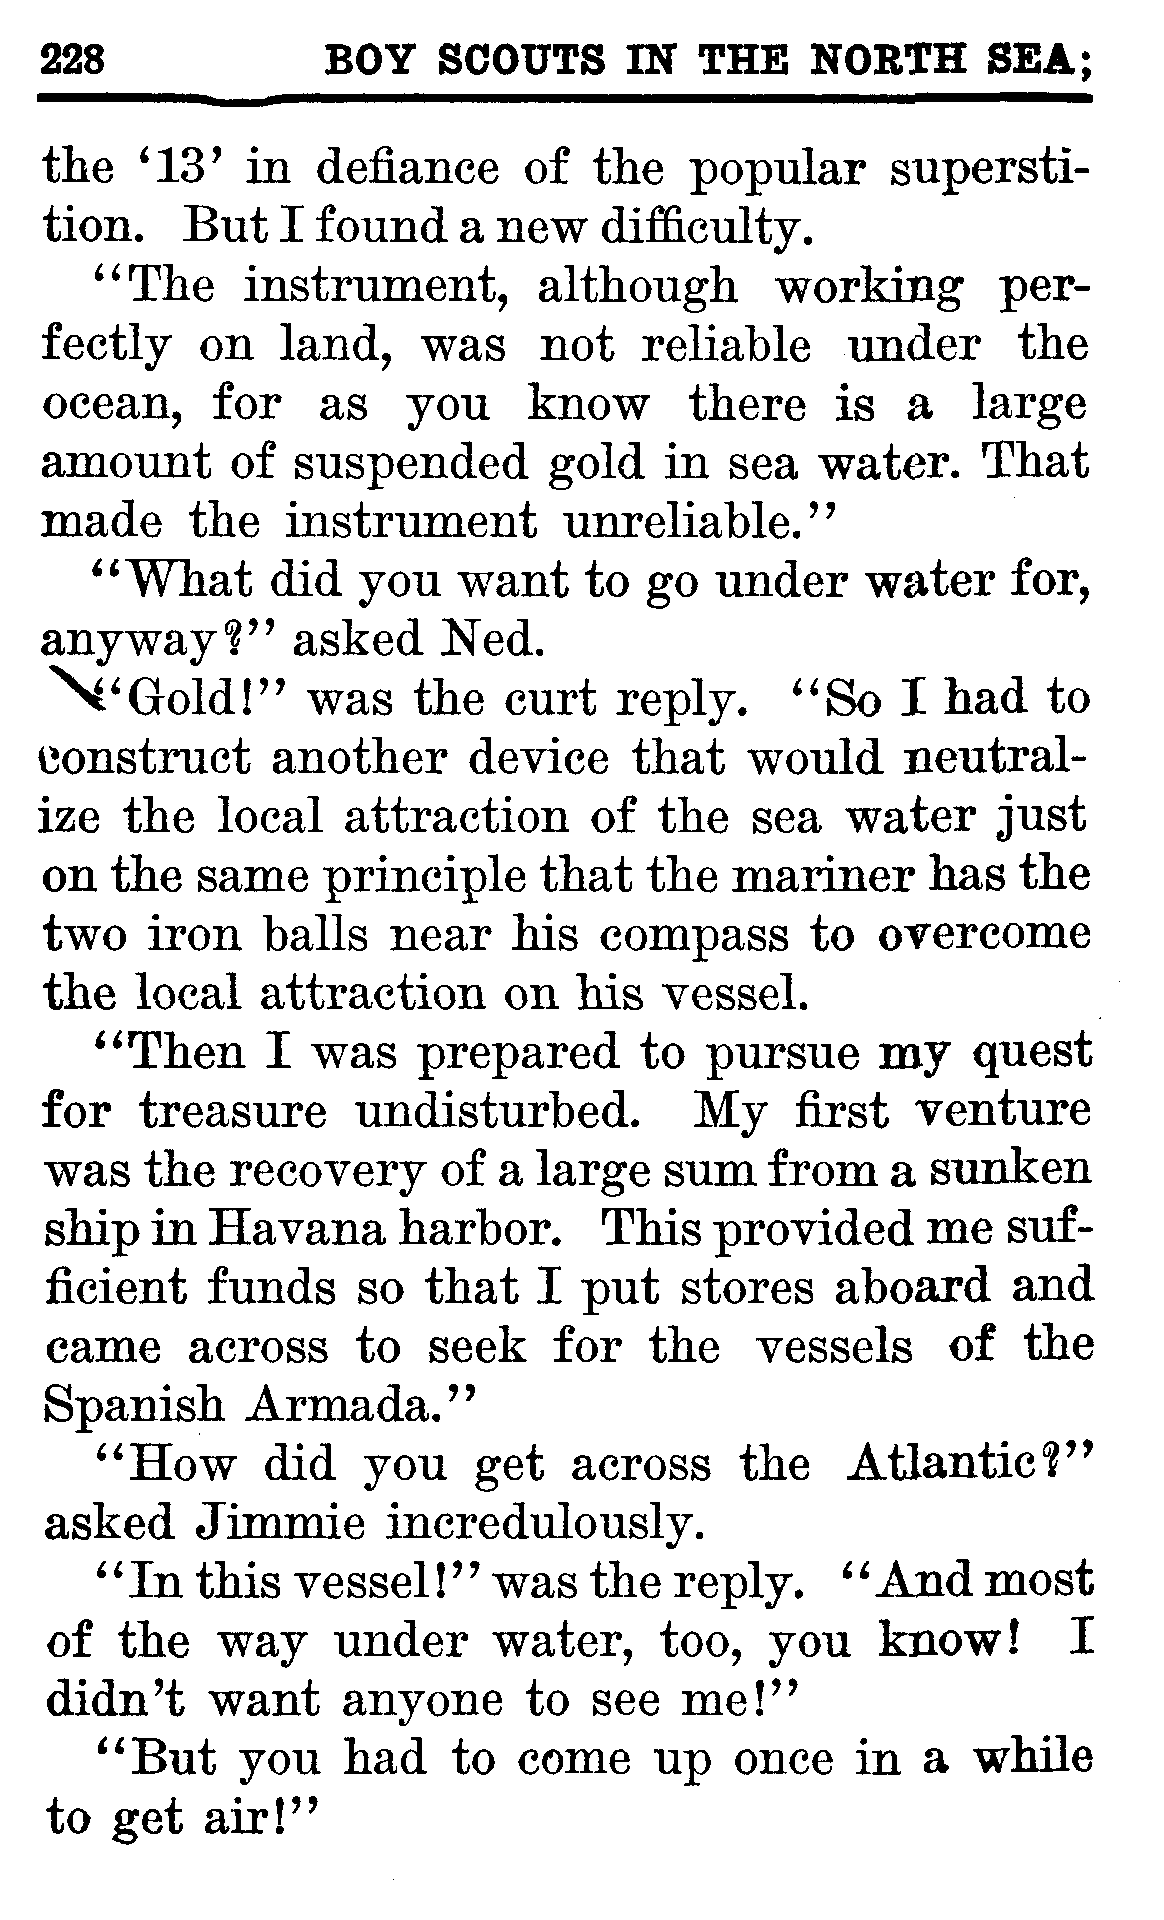 228 BOY SCOUTS IN THE NORTH SEA;
the ‘13’ in defiance of the popular supersti-
tion. But I found a new difficulty.
“The instrument, although working per-
fectly on land, was not reliable under the
ocean, for as you know there is a large
amount of suspended gold in sea water. That
made the instrument unreliable.”
“What did you want to go under water for,
anyway?” asked Ned.
“Gold!” was the curt reply. “So I had to
construct another device that would neutral-
ize the local attraction of the sea water just
on the same principle that the mariner has the
two iron balls near his compass to overcome
the local attraction on his vessel.
“Then I was prepared to pursue my quest
for treasure undisturbed. My first venture
was the recovery of a large sum from a sunken
ship in Havana harbor. This provided me suf-
ficient funds so that I put stores aboard and
came across to seek for the vessels of the
Spanish Armada.”
“How did you get across the Atlantic?”
asked Jimmie incredulously.
“In this vessel!” was the reply. “And most
of the way under water, too, you know! I
didn’t want anyone to see me!”
“But you had to come up once in a while
to get air!”